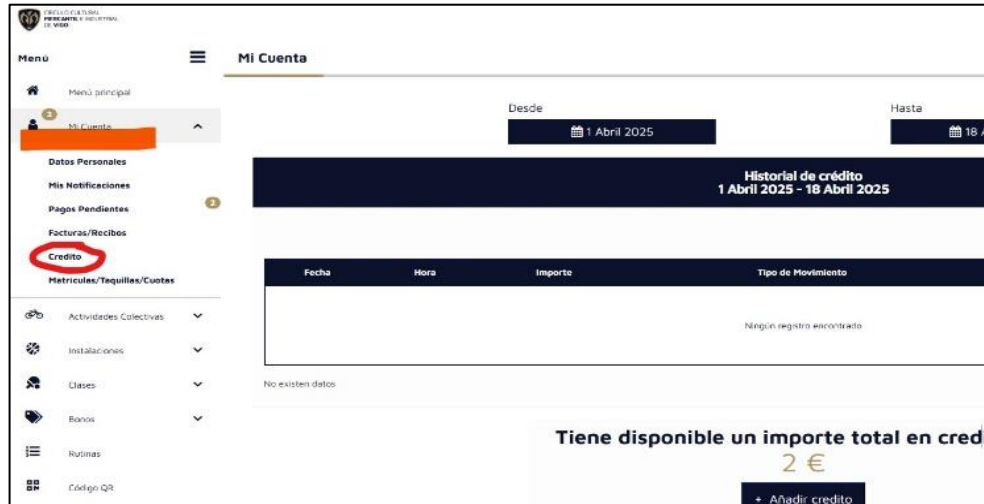 CIRCULO CULTURAL
MERCANTIL E INDUSTRIAL
DE VIGO
Menú
Mi Cuenta
Menú principal
2
Mi Cuenta
Desde
Hasta
1 Abril 2025
18 A
Datos Personales
Mis Notificaciones
Pagos Pendientes
2
Facturas/Recibos
Credito
Matriculas/Taquillas/Cuotas
Historial de crédito
1 Abril 2025 - 18 Abril 2025
Fecha
Hora
Importe
Tipo de Movimiento
Ningún registro encontrado
No existen datos
Actividades Colectivas
Instalaciones
Clases
Bonos
Rutinas
Código QR
Tiene disponible un importe total en cred
2 €
+ Añadir credito